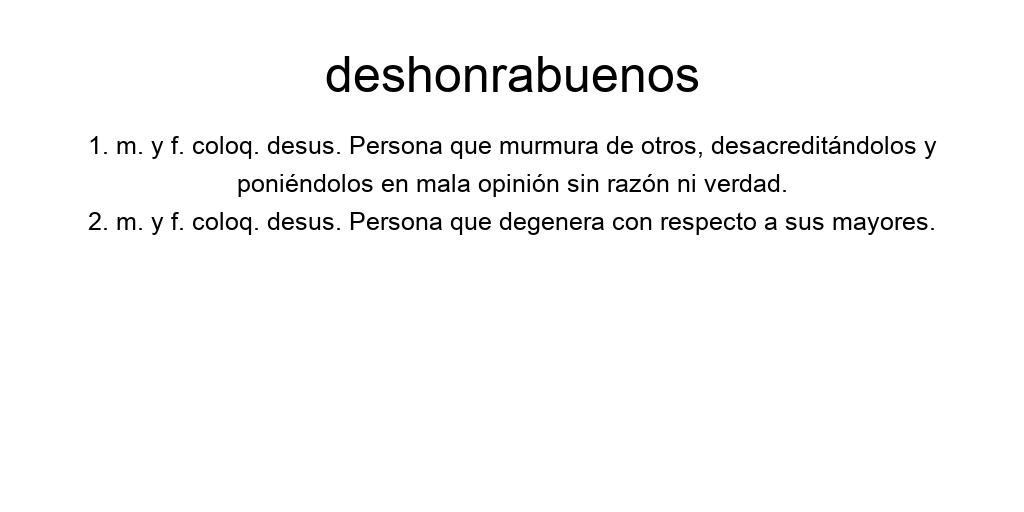 deshonrabuenos
1. m. y f. coloq. desus. Persona que murmura de otros, desacreditándolos y
poniéndolos en mala opinión sin razón ni verdad.
2. m. y f. coloq. desus. Persona que degenera con respecto a sus mayores.